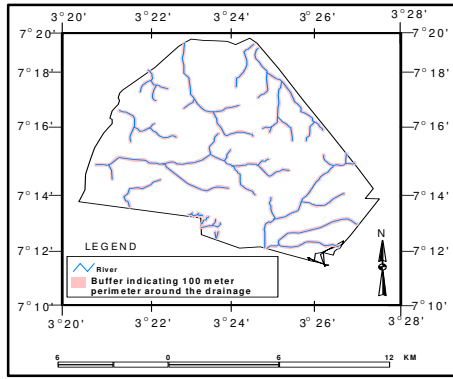 3°20' 3°22' 3°24' 3°26' 3°28'
7°20' 7°20'
7°18' 7°18'
7°16' 7°16'
7°14' 7°14'
7°12' 7°12'
7°10' 7°10'
N
LEGEND
River
Buffer indicating 100 meter
perimeter around the drainage
3°20' 3°22' 3°24' 3°26' 3°28'
6 0 6 12 KM